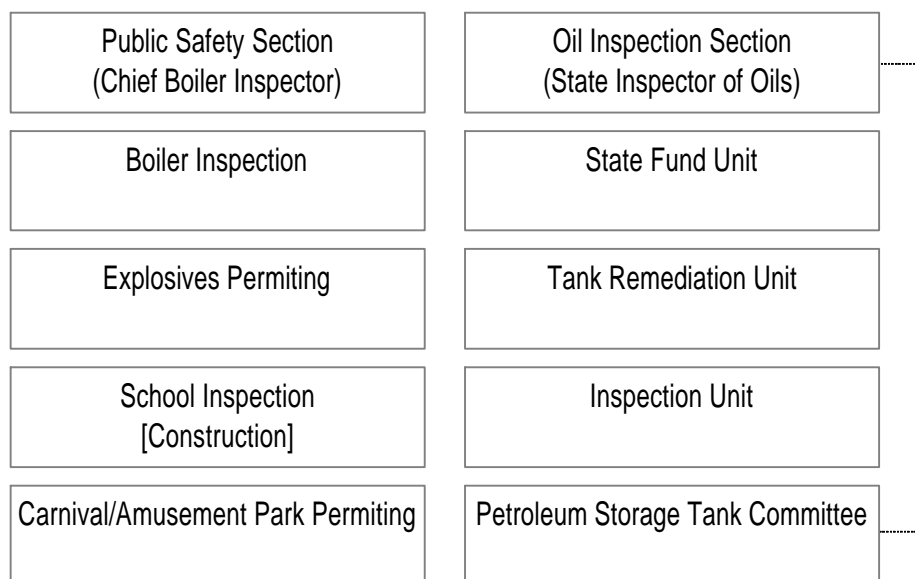 Public Safety Section
(Chief Boiler Inspector)
Oil Inspection Section
(State Inspector of Oils)
Boiler Inspection
State Fund Unit
Explosives Permiting
Tank Remediation Unit
School Inspection
[Construction]
Inspection Unit
Carnival/Amusement Park Permiting
Petroleum Storage Tank Committee